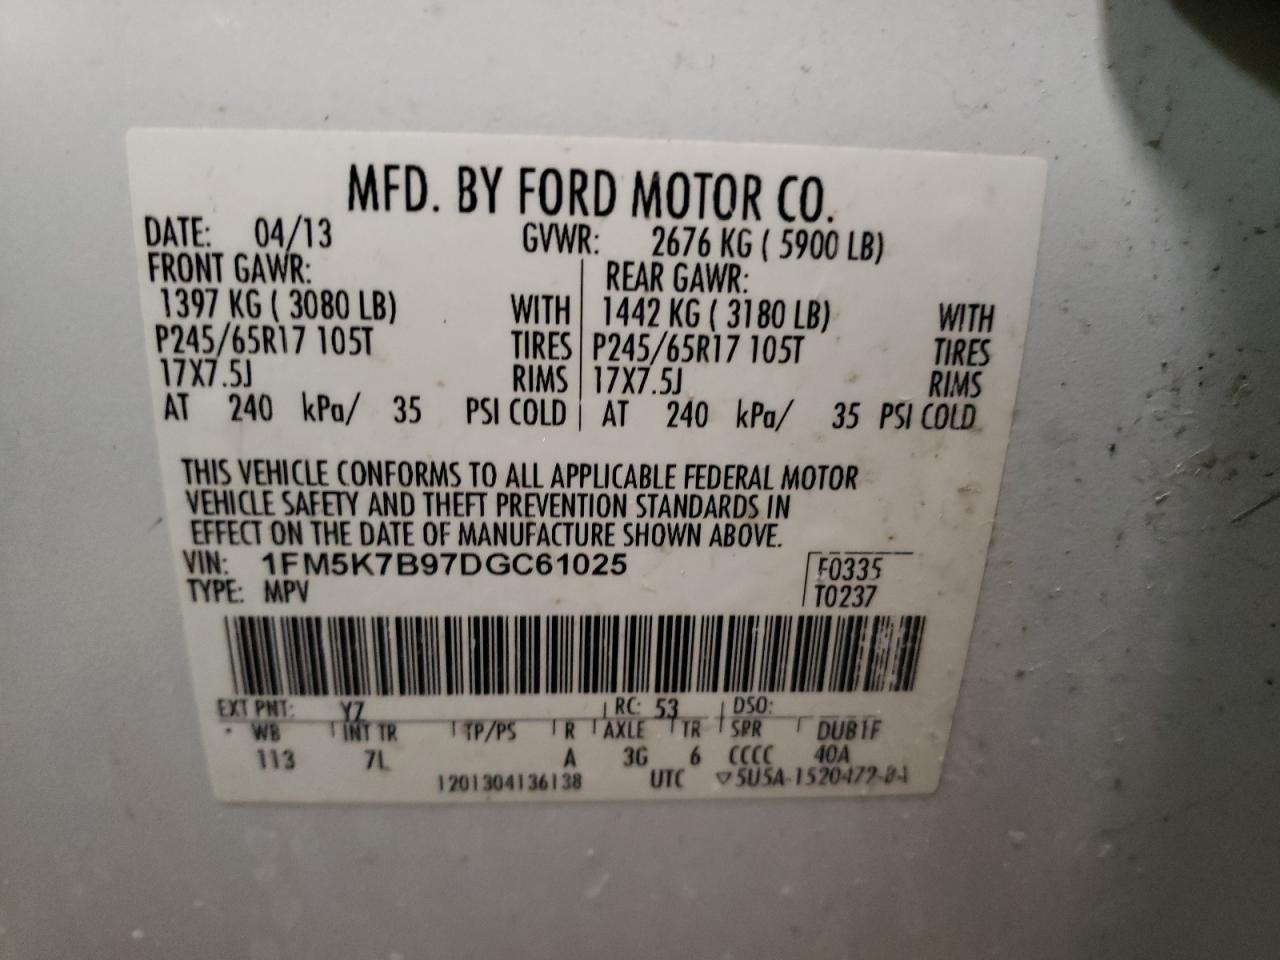 MFD. BY FORD MOTOR CO.
DATE: 04/13 GVWR: 2676 KG ( 5900 LB)
FRONT GAWR: REAR GAWR:
1397 KG ( 3080 LB) WITH 1442 KG ( 3180 LB) WITH
P245/65R17 105T TIRES P245/65R17 105T TIRES
17X7.5J RIMS 17X7.5J RIMS
AT 240 kPa/ 35 PSI COLD AT 240 kPa/ 35 PSI COLD
THIS VEHICLE CONFORMS TO ALL APPLICABLE FEDERAL MOTOR
VEHICLE SAFETY AND THEFT PREVENTION STANDARDS IN
EFFECT ON THE DATE OF MANUFACTURE SHOWN ABOVE.
VIN: 1FM5K7B97DGC61025 F0335
TYPE: MPV T0237
EXT PNT: YZ RC: 53 DSO:
WB INT TR TP/PS R AXLE TR SPR DUB1F
113 7L A 3G 6 CCCC 40A
1201304136138 UTC ▽5U5A-1520472-